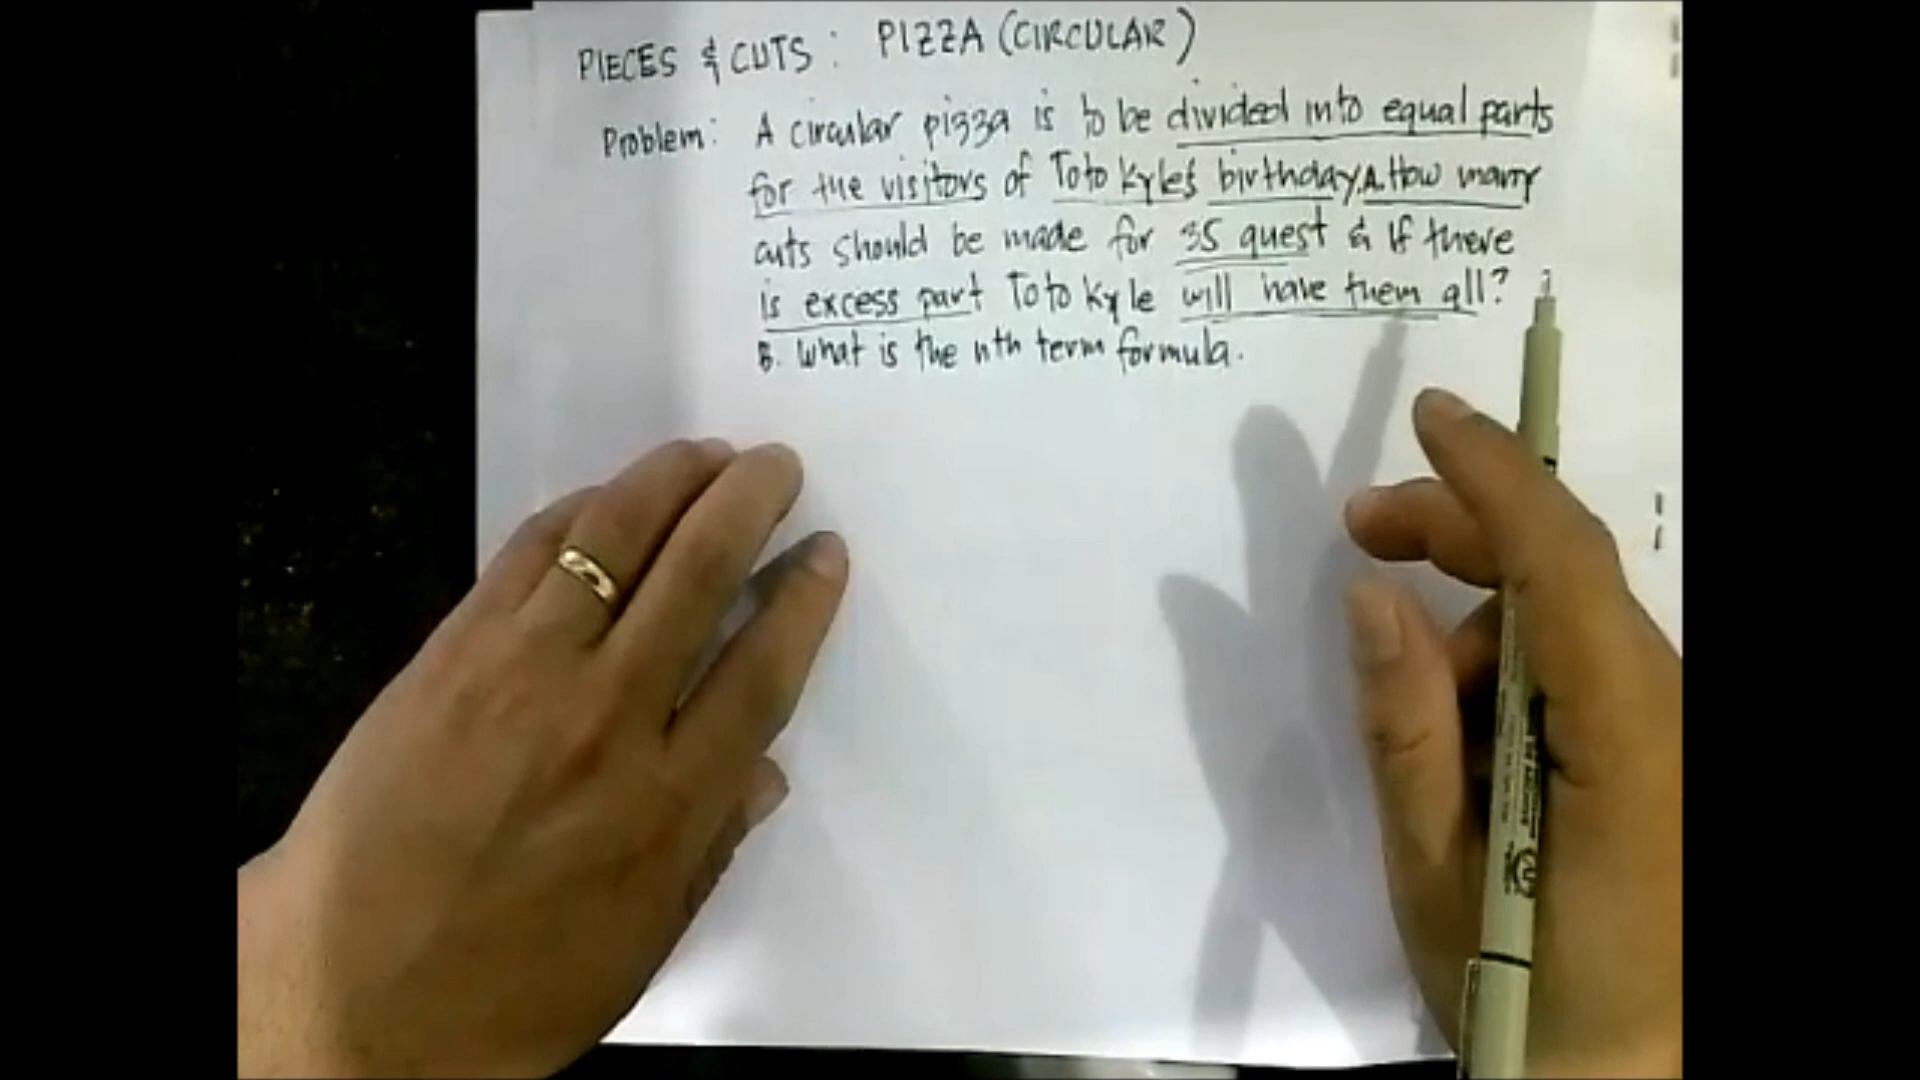 PIECES & CUTS: PIZZA (CIRCULAR)
Problem: A circular pizza is to be divided into equal parts
for the visitors of Toto Kyle's birthday. A. How many
cuts should be made for 35 quest & if there
is excess part Toto Kyle will have them all?
B. What is the nth term formula.